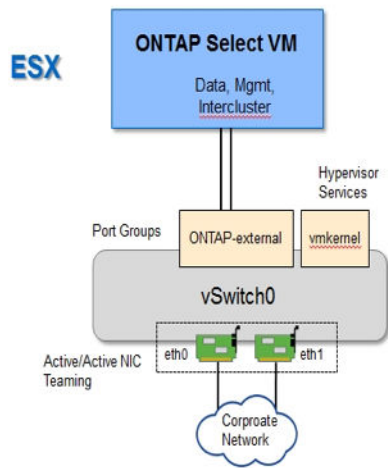 ESX
ONTAP Select VM
Data, Mgmt,
Intercluster
Hypervisor
Services
Port Groups
ONTAP-external
vmkernel
vSwitch0
Active/Active NIC
Teaming
eth0
eth1
Corproate
Network